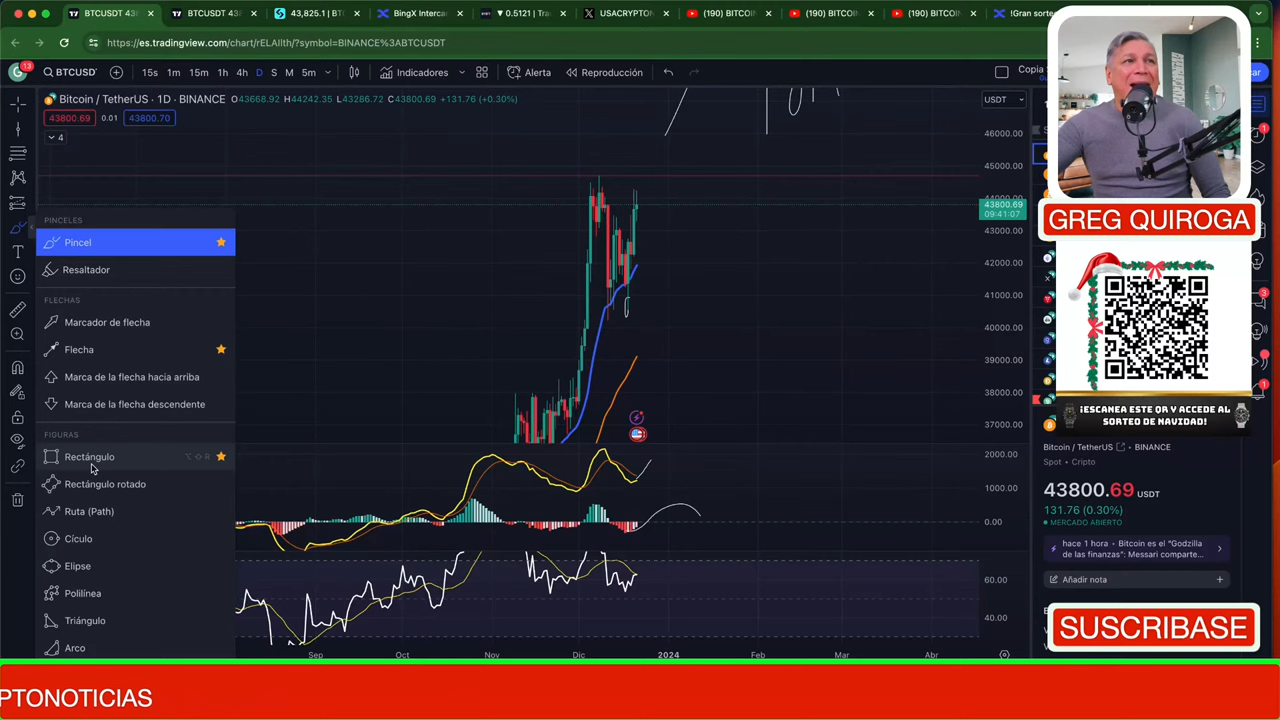 BTCUSDT 43
BTCUSDT 43
43,825.1 | BT
BingX Interca
▼ 0.5121 | Tra
USACRYPTON
(190) BITCOIN
(190) BITCOIN
(190) BITCOIN
!Gran sorte
https://es.tradingview.com/chart/rELAIlth/?symbol=BINANCE%3ABTCUSDT
13
BTCUSD
15s 1m 15m 1h 4h D S M 5m
Indicadores
Alerta
Reproducción
Copia
Bitcoin / TetherUS · 1D · BINANCE O43668.92 H44242.35 L43286.72 C43800.69 +131.76 (+0.30%)
43800.69 0.01 43800.70
4
USDT
46000.00
45000.00
44000.00
43800.69
09:41:07
43000.00
42000.00
41000.00
40000.00
39000.00
38000.00
37000.00
2000.00
1000.00
0.00
60.00
40.00
PINCELES
Pincel
Resaltador
FLECHAS
Marcador de flecha
Flecha
Marca de la flecha hacia arriba
Marca de la flecha descendente
FIGURAS
Rectángulo
Rectángulo rotado
Ruta (Path)
Cículo
Elipse
Polilínea
Triángulo
Arco
Sep Oct Nov Dic 2024 Feb Mar Abr
GREG QUIROGA
¡ESCANEA ESTE QR Y ACCEDE AL
SORTEO DE NAVIDAD!
Bitcoin / TetherUS BINANCE
Spot · Cripto
43800.69 USDT
131.76 (0.30%)
MERCADO ABIERTO
hace 1 hora · Bitcoin es el “Godzilla
de las finanzas”: Messari comparte...
Añadir nota
SUSCRIBASE
PTONOTICIAS